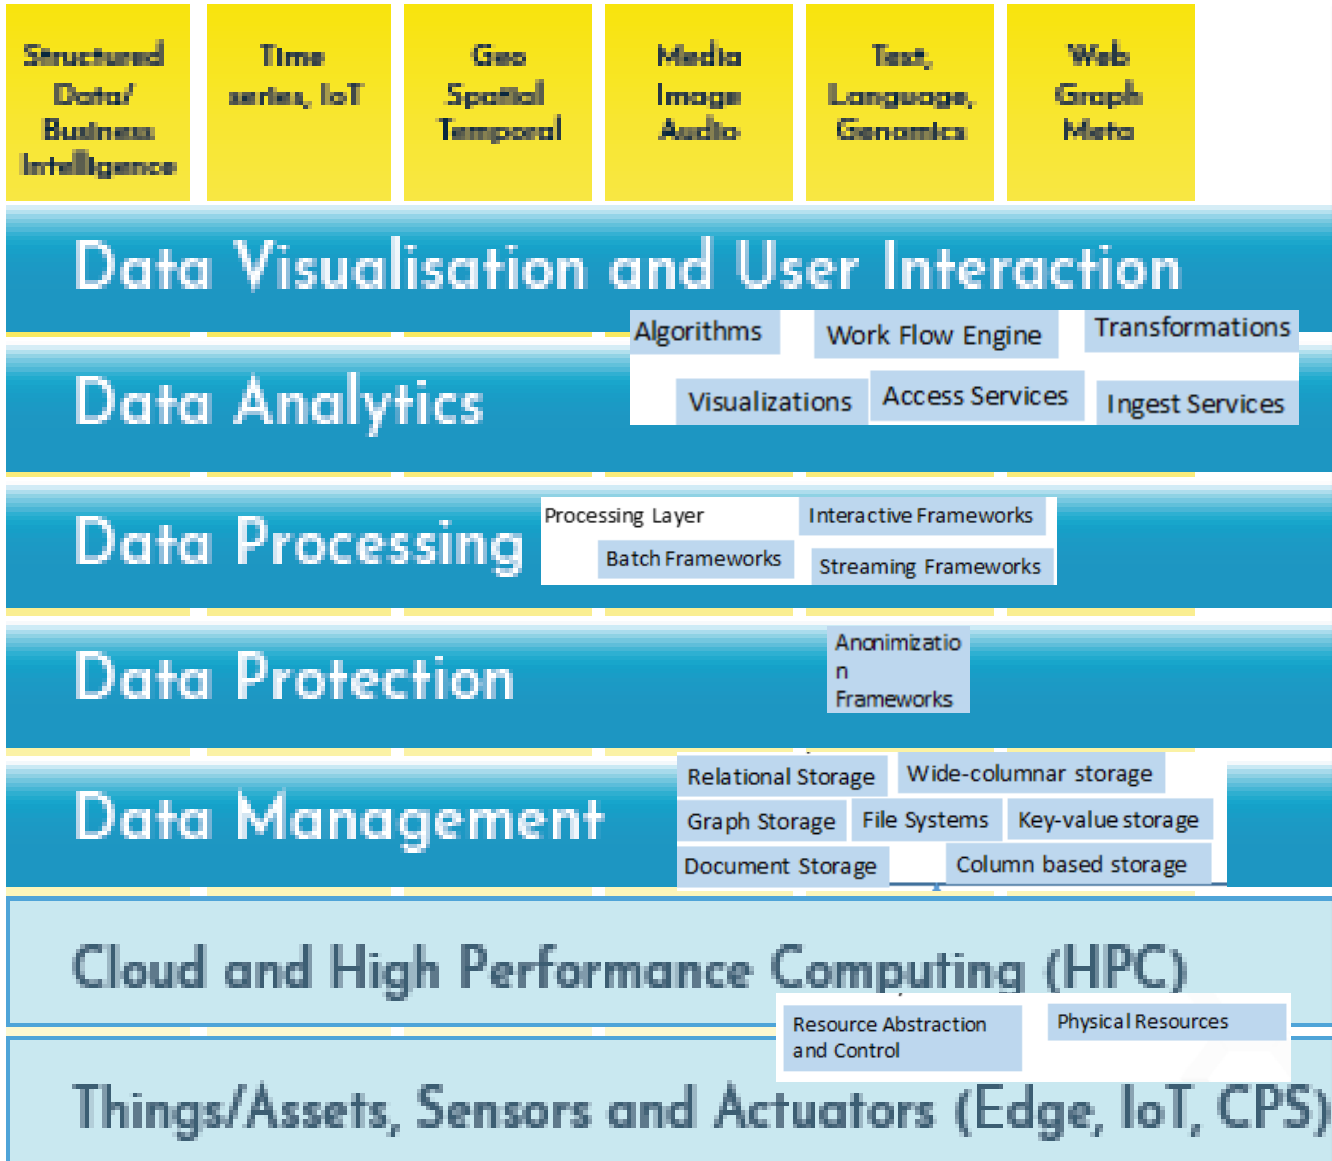 Structured
Data/
Business
Intelligence
Time
series, IoT
Geo
Spatial
Temporal
Media
Image
Audio
Text,
Language,
Genomics
Web
Graph
Meta
Data Visualisation and User Interaction
Algorithms
Work Flow Engine
Transformations
Data Analytics
Visualizations
Access Services
Ingest Services
Data Processing
Processing Layer
Interactive Frameworks
Batch Frameworks
Streaming Frameworks
Data Protection
Anonimizatio
n
Frameworks
Data Management
Relational Storage
Wide-columnar storage
Graph Storage
File Systems
Key-value storage
Document Storage
Column based storage
Cloud and High Performance Computing (HPC)
Resource Abstraction
and Control
Physical Resources
Things/Assets, Sensors and Actuators (Edge, IoT, CPS)